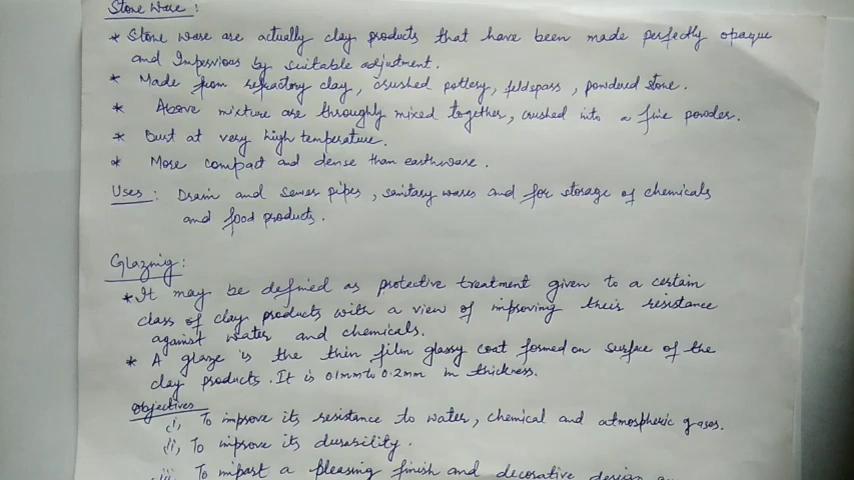 Stone Ware :
* Stone ware are actually clay products that have been made perfectly opaque
and Impervious by suitable adjustment.
* Made from refractory clay, crushed pottery, feldspass, powdered stone.
* Above mixture are throughly mixed together, crushed into a fine powder.
* Burt at very high temperature.
* More compact and dense than earthware.
Uses : Drain and sewer pipes, sanitary wares and for storage of chemicals
and food products.
Glaznig :
* It may be defined as protective treatment given to a certain
class of clay products with a view of improving their resistance
against water and chemicals.
* A glaze is the thin film glassy coat formed on surface of the
clay products. It is 0.1mm to 0.2mm in thickness.
Objectives
(i), To improve its resistance to water, chemical and atmospheric gases.
(ii), To improve its durability.
(iii) To impart a pleasing finish and decorative design